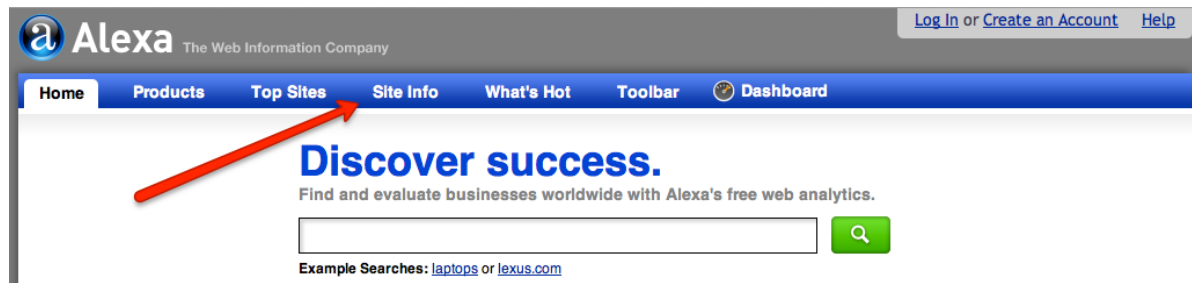 Log In or Create an Account Help
a Alexa The Web Information Company
Home Products Top Sites Site Info What's Hot Toolbar Dashboard
Discover success.
Find and evaluate businesses worldwide with Alexa's free web analytics.
Example Searches: laptops or lexus.com